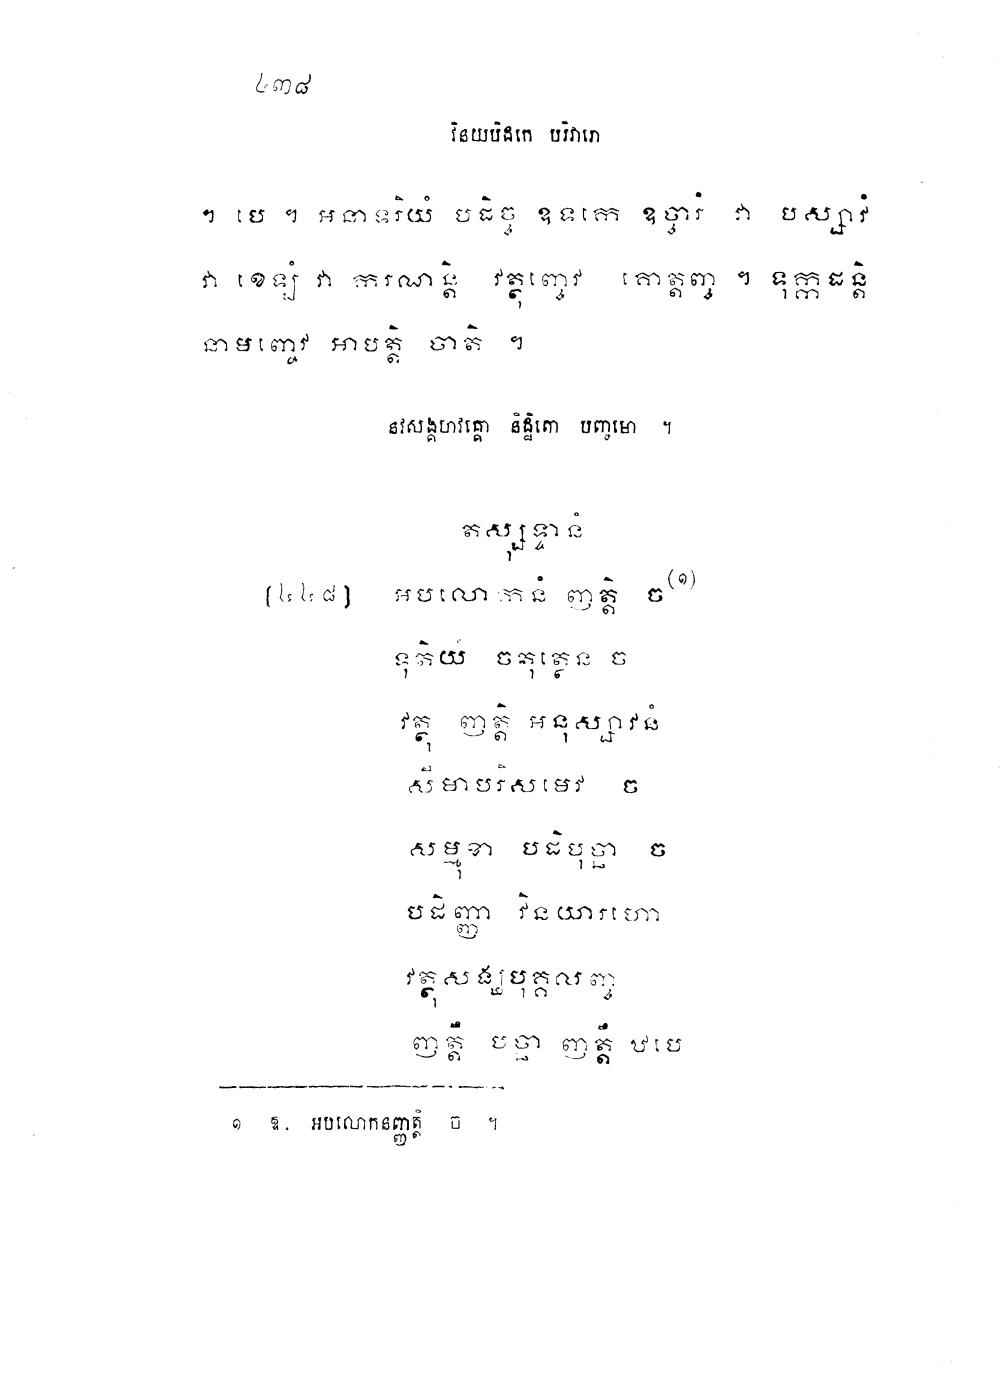 ៤៣៨
វិនយបិដកេ បរិវារោ
។ បេ ។ អនាទរិយំ បដិច្ច ឧទកេ ឧច្ចារំ វា បស្សាវំ
វា ខេឡំ វា ករណន្តិ វត្ថុញ្ចេវ គោត្តញ្ច ។ ទុក្កដន្តិ
នាមញ្ចេវ អាបត្តិ ចាតិ ។
នវសង្គហវគ្គោ និដ្ឋិតោ បញ្ចមោ ។
តស្សុទ្ទានំ
[៤៤៨] អបលោកនំ ញត្តិ ច(១)
ទុតិយំ ចតុត្ថេន ច
វត្ថុ ញត្តិ អនុស្សាវនំ
សីមាបរិសមេវ ច
សម្មុខា បដិបុច្ឆា ច
បដិញ្ញា វិនយារហោ
វត្ថុសង្ឃបុគ្គលញ្ច
ញត្តឹ បច្ឆា ញត្តឹ ឋបេ
១ ឱ. អបលោកនញ្ញត្តិ ច ។